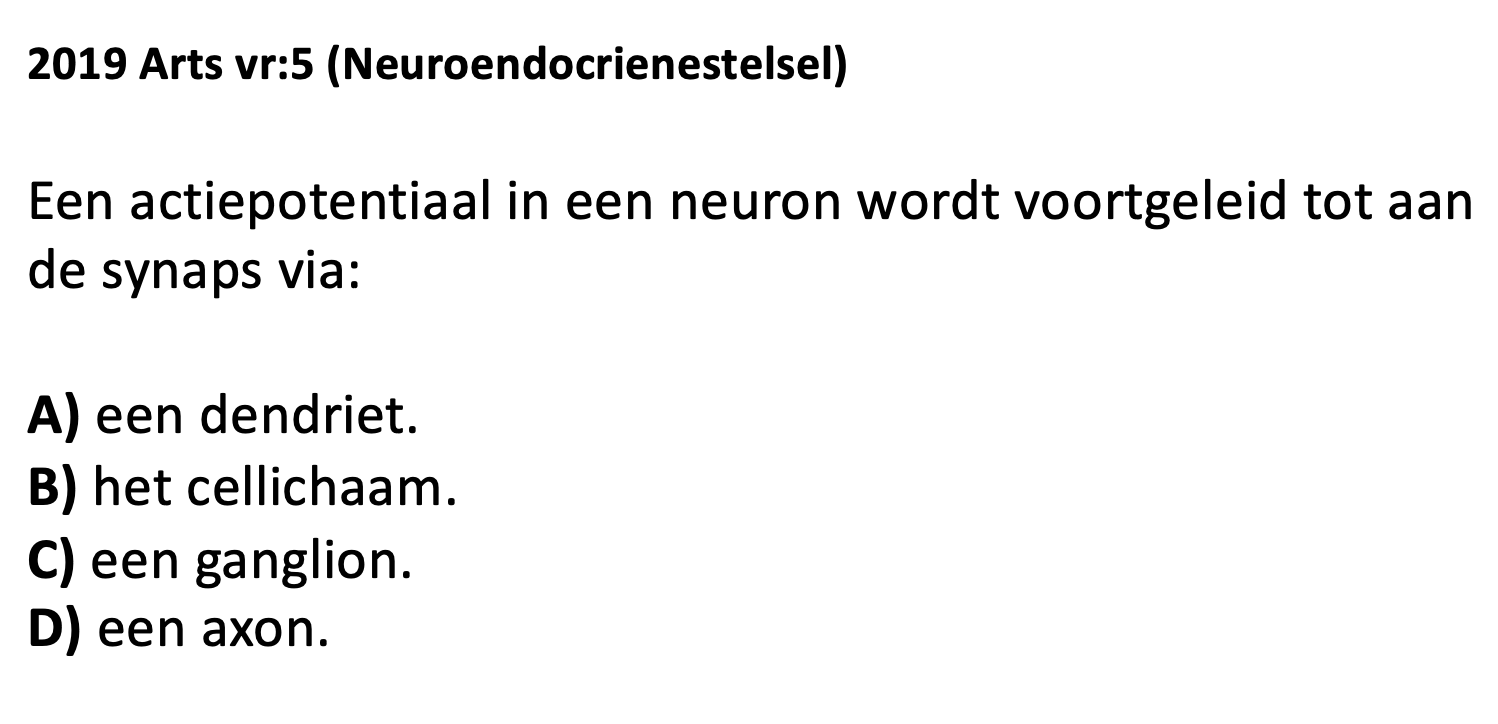 2019 Arts vr:5 (Neuroendocrienestelsel)
Een actiepotentiaal in een neuron wordt voortgeleid tot aan
de synaps via:
A) een dendriet.
B) het cellichaam.
C) een ganglion.
D) een axon.